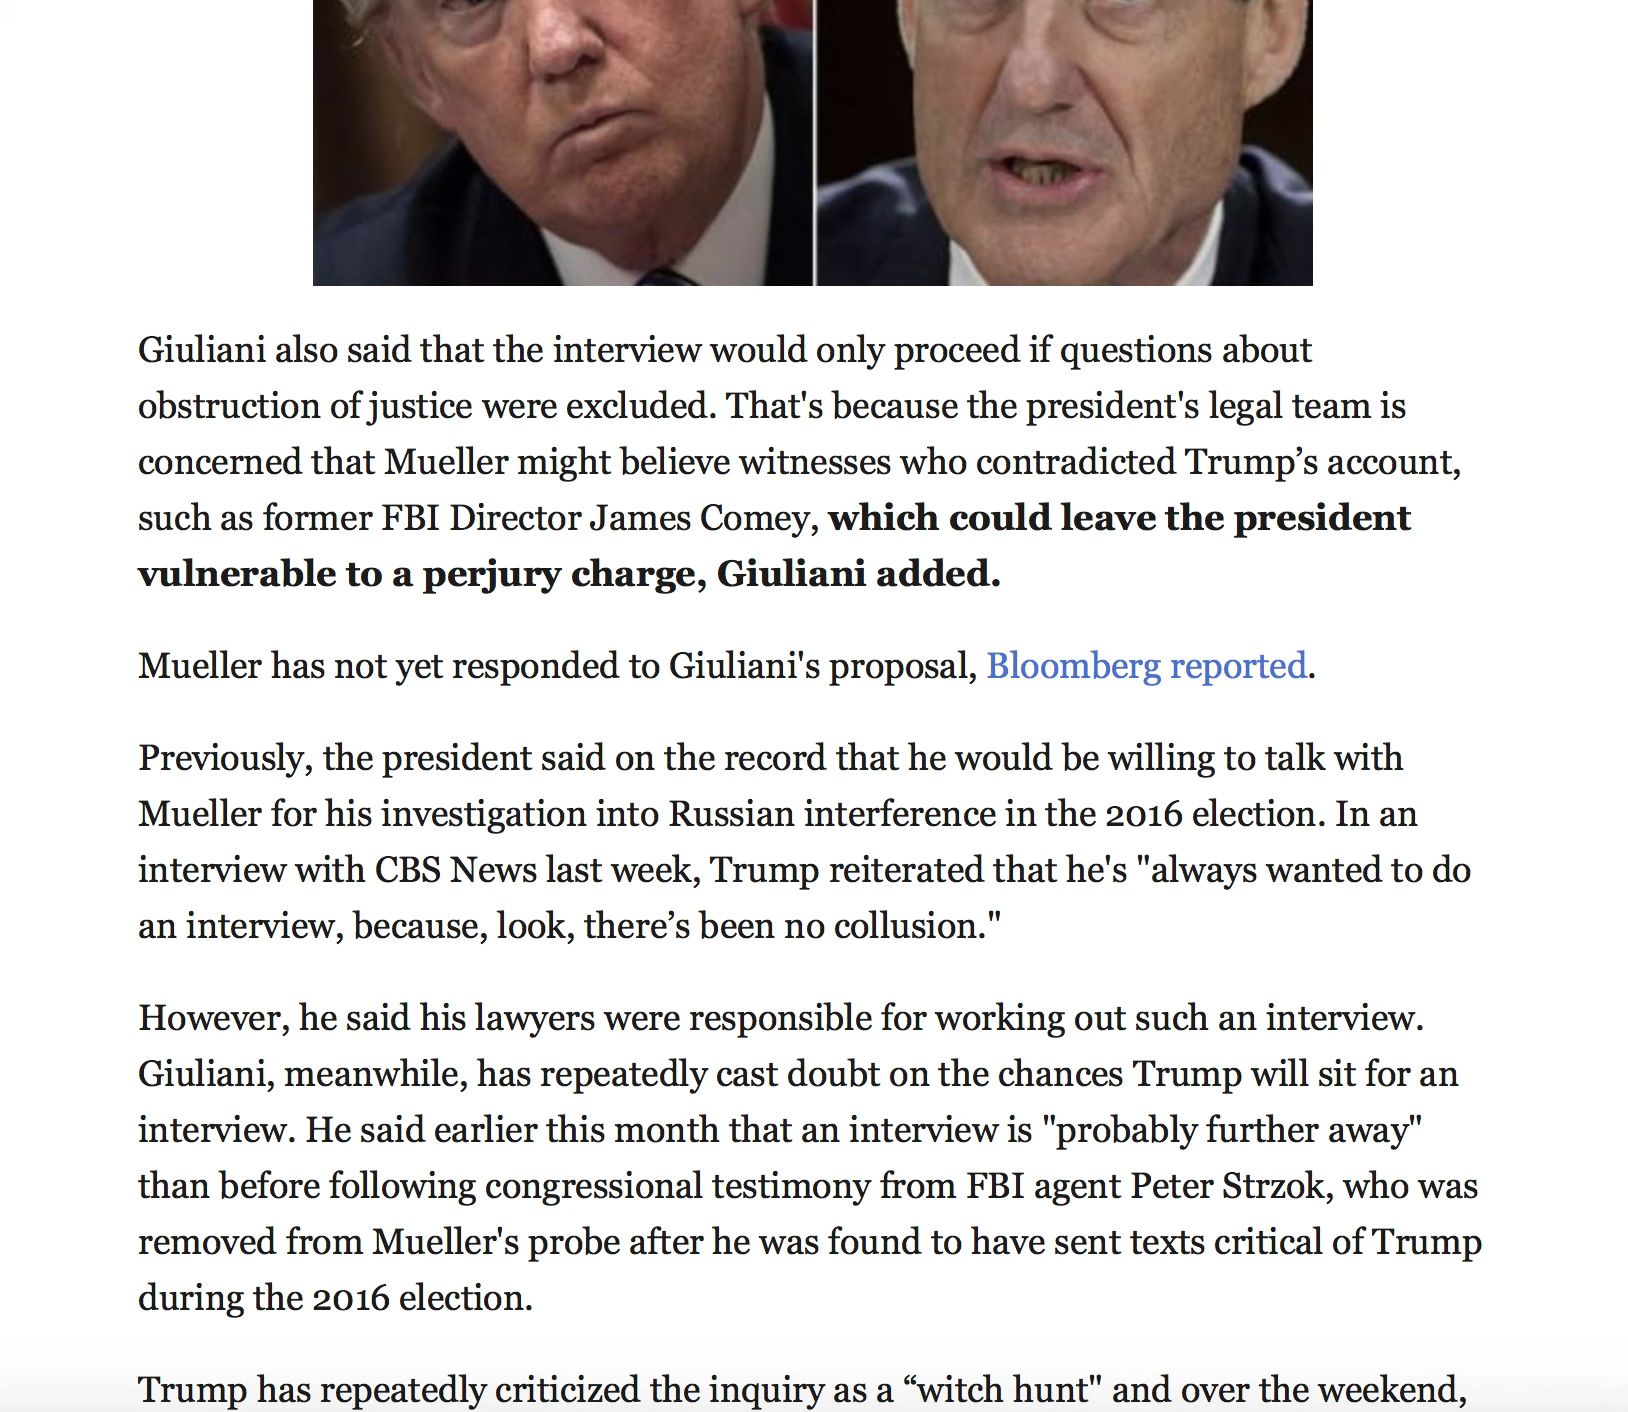 Giuliani also said that the interview would only proceed if questions about
obstruction of justice were excluded. That's because the president's legal team is
concerned that Mueller might believe witnesses who contradicted Trump’s account,
such as former FBI Director James Comey, which could leave the president
vulnerable to a perjury charge, Giuliani added.
Mueller has not yet responded to Giuliani's proposal, Bloomberg reported.
Previously, the president said on the record that he would be willing to talk with
Mueller for his investigation into Russian interference in the 2016 election. In an
interview with CBS News last week, Trump reiterated that he's "always wanted to do
an interview, because, look, there’s been no collusion."
However, he said his lawyers were responsible for working out such an interview.
Giuliani, meanwhile, has repeatedly cast doubt on the chances Trump will sit for an
interview. He said earlier this month that an interview is "probably further away"
than before following congressional testimony from FBI agent Peter Strzok, who was
removed from Mueller's probe after he was found to have sent texts critical of Trump
during the 2016 election.
Trump has repeatedly criticized the inquiry as a “witch hunt" and over the weekend,